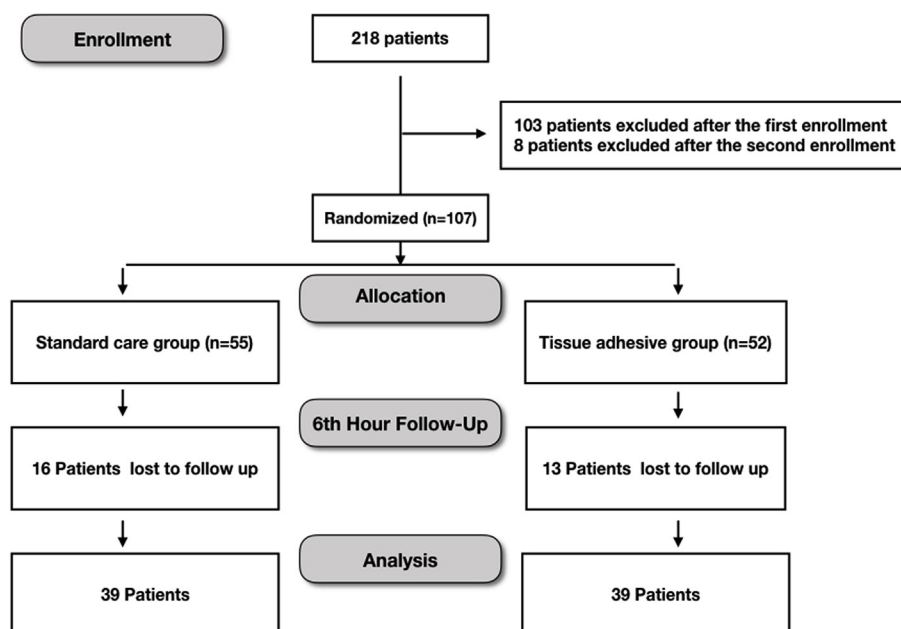 Enrollment
218 patients
103 patients excluded after the first enrollment
8 patients excluded after the second enrollment
Randomized (n=107)
Allocation
Standard care group (n=55)
Tissue adhesive group (n=52)
6th Hour Follow-Up
16 Patients lost to follow up
13 Patients lost to follow up
Analysis
39 Patients
39 Patients